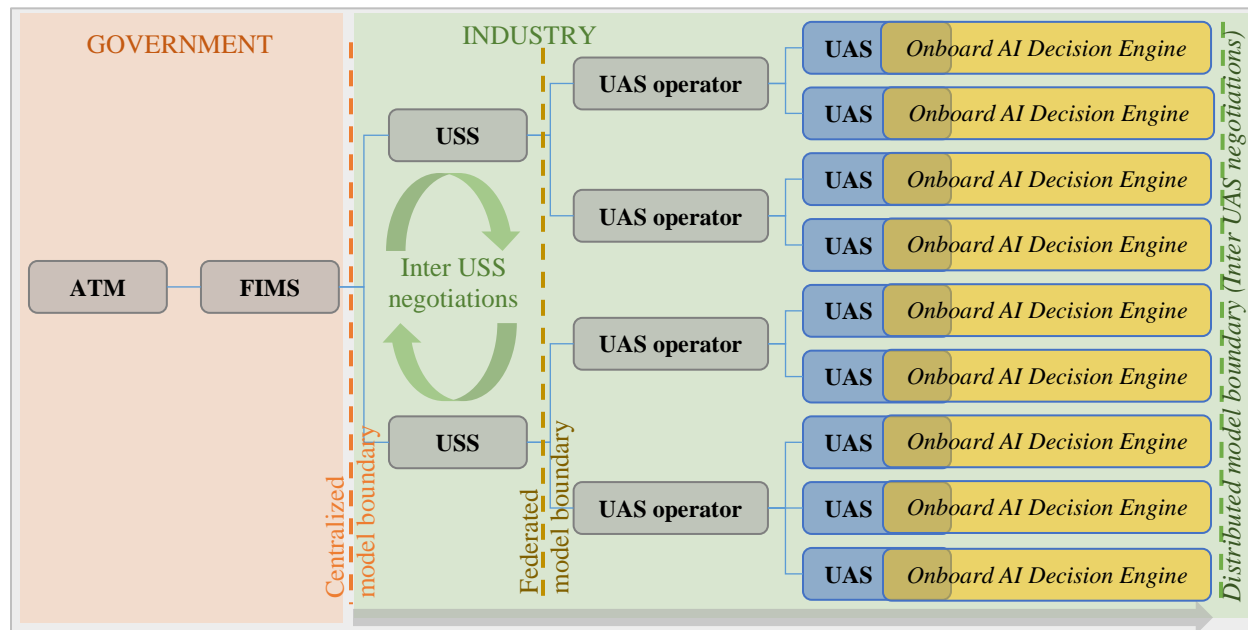 GOVERNMENT
INDUSTRY
ATM
FIMS
USS
Inter USS
negotiations
USS
Centralized
model boundary
Federated
model boundary
UAS operator
UAS operator
UAS operator
UAS operator
UAS Onboard AI Decision Engine
UAS Onboard AI Decision Engine
UAS Onboard AI Decision Engine
UAS Onboard AI Decision Engine
UAS Onboard AI Decision Engine
UAS Onboard AI Decision Engine
UAS Onboard AI Decision Engine
UAS Onboard AI Decision Engine
UAS Onboard AI Decision Engine
Distributed model boundary (Inter UAS negotiations)